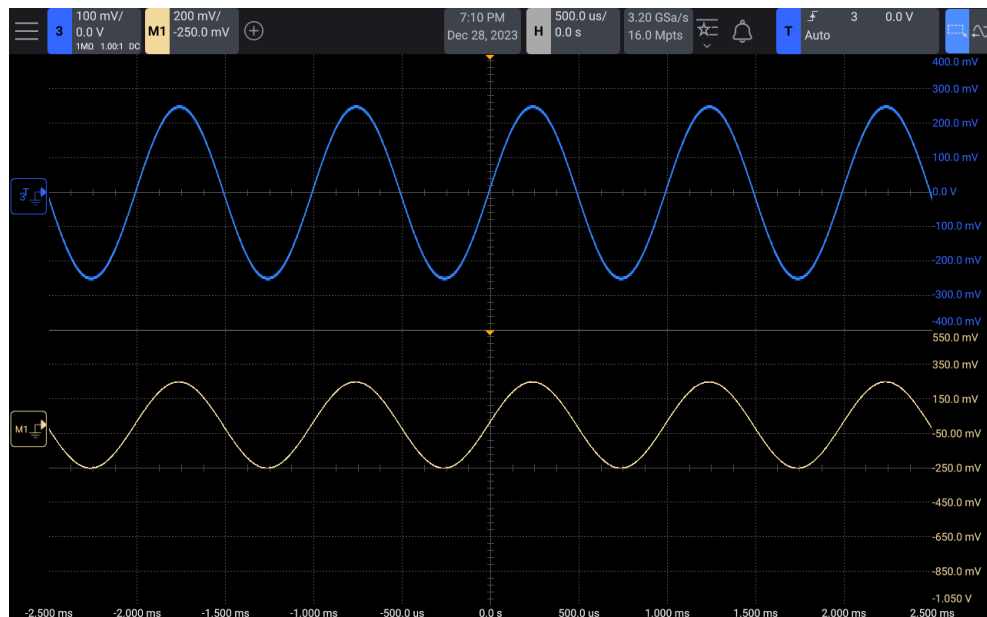 3
100 mV/
0.0 V
1MΩ 1.00:1 DC
M1
200 mV/
-250.0 mV
7:10 PM
Dec 28, 2023
H
500.0 us/
0.0 s
3.20 GSa/s
16.0 Mpts
T
3 0.0 V
Auto
400.0 mV
300.0 mV
200.0 mV
100.0 mV
3 T
0.0 V
-100.0 mV
-200.0 mV
-300.0 mV
-400.0 mV
550.0 mV
350.0 mV
150.0 mV
M1
-50.00 mV
-250.0 mV
-450.0 mV
-650.0 mV
-850.0 mV
-1.050 V
-2.500 ms -2.000 ms -1.500 ms -1.000 ms -500.0 us 0.0 s 500.0 us 1.000 ms 1.500 ms 2.000 ms 2.500 ms